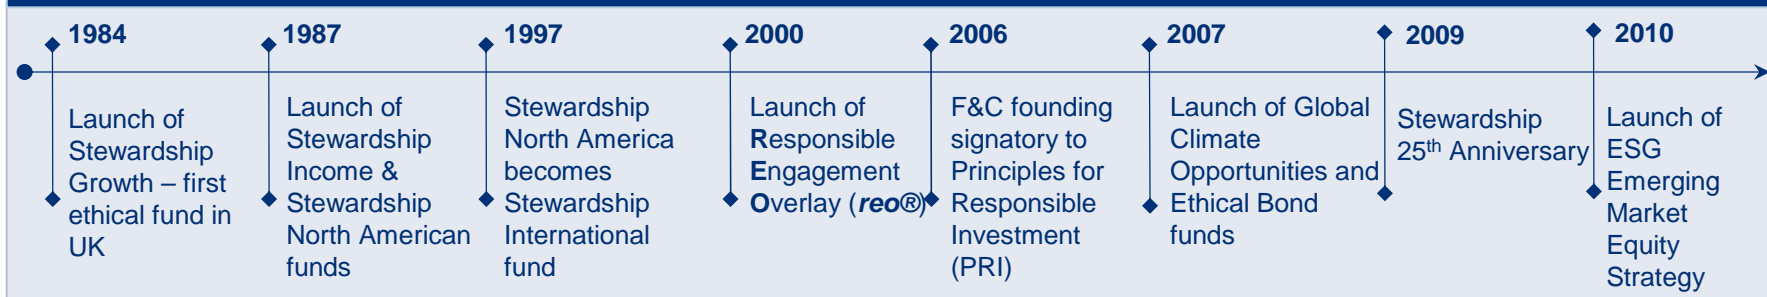 1984
Launch of
Stewardship
Growth – first
ethical fund in
UK
1987
Launch of
Stewardship
Income &
Stewardship
North American
funds
1997
Stewardship
North America
becomes
Stewardship
International
fund
2000
Launch of
Responsible
Engagement
Overlay (reo®)
2006
F&C founding
signatory to
Principles for
Responsible
Investment
(PRI)
2007
Launch of Global
Climate
Opportunities and
Ethical Bond
funds
2009
Stewardship
25th Anniversary
2010
Launch of
ESG
Emerging
Market
Equity
Strategy